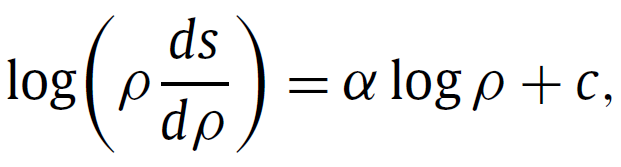 log(ρ ds/dρ) = α log ρ + c,